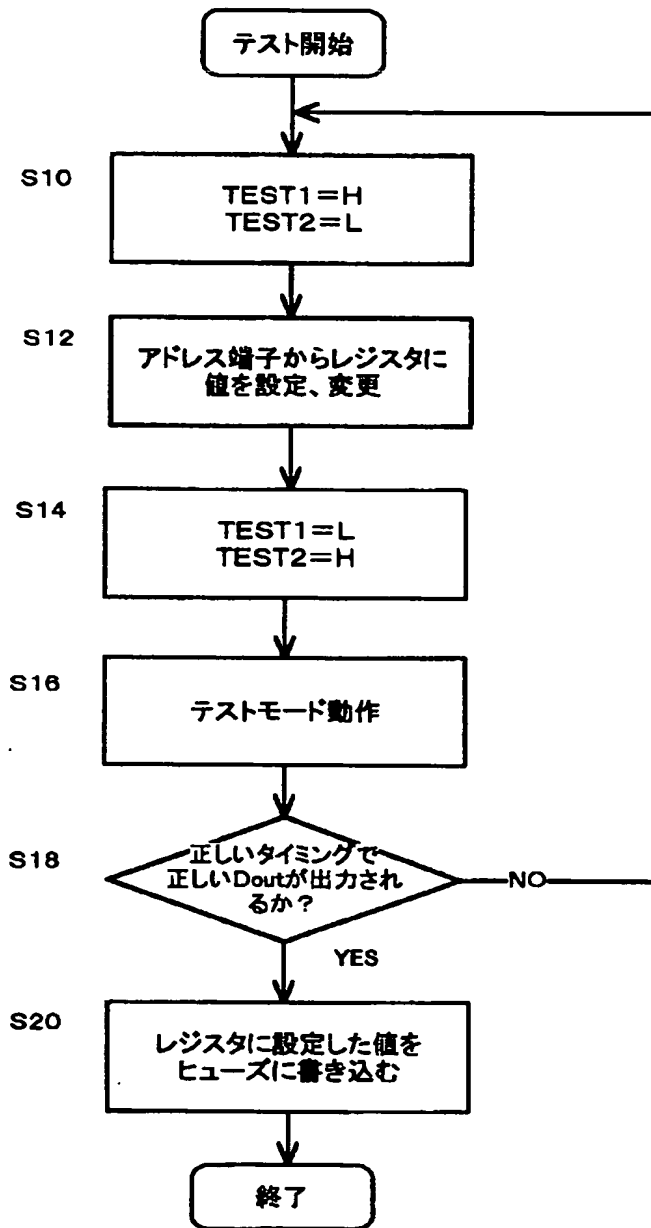 テスト開始
S10
TEST1=H
TEST2=L
S12
アドレス端子からレジスタに
値を設定、変更
S14
TEST1=L
TEST2=H
S16
テストモード動作
S18
正しいタイミングで
正しいDoutが出力され
るか？
NO
YES
S20
レジスタに設定した値を
ヒューズに書き込む
終了